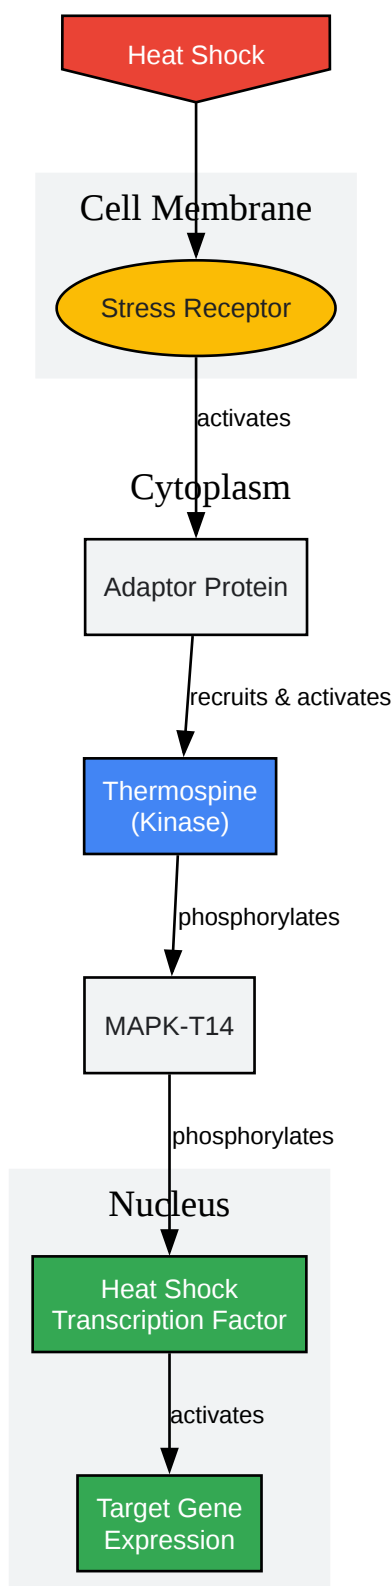 Heat Shock
Cell Membrane
Stress Receptor
activates
Cytoplasm
Adaptor Protein
recruits & activates
Thermospine
(Kinase)
phosphorylates
MAPK-T14
phosphorylates
Nucleus
Heat Shock
Transcription Factor
activates
Target Gene
Expression